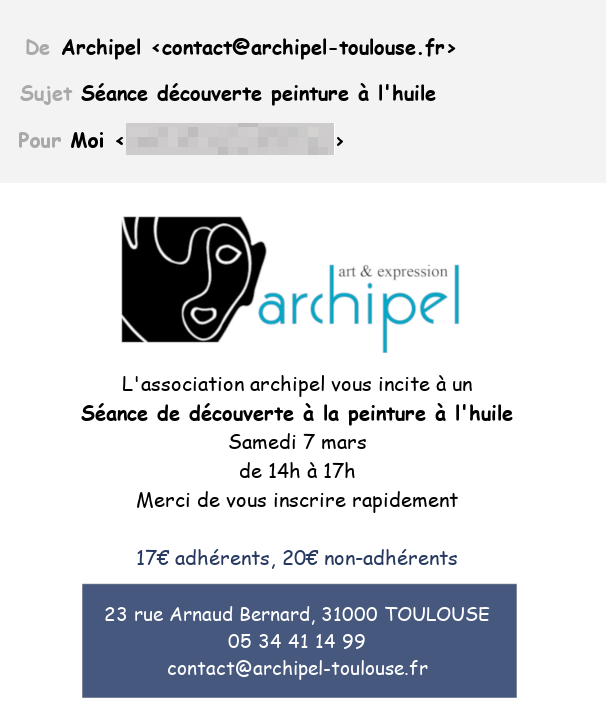 De Archipel <contact@archipel-toulouse.fr>
Sujet Séance découverte peinture à l'huile
Pour Moi < >
art & expression
archipel
L'association archipel vous incite à un
Séance de découverte à la peinture à l'huile
Samedi 7 mars
de 14h à 17h
Merci de vous inscrire rapidement
17€ adhérents, 20€ non-adhérents
23 rue Arnaud Bernard, 31000 TOULOUSE
05 34 41 14 99
contact@archipel-toulouse.fr